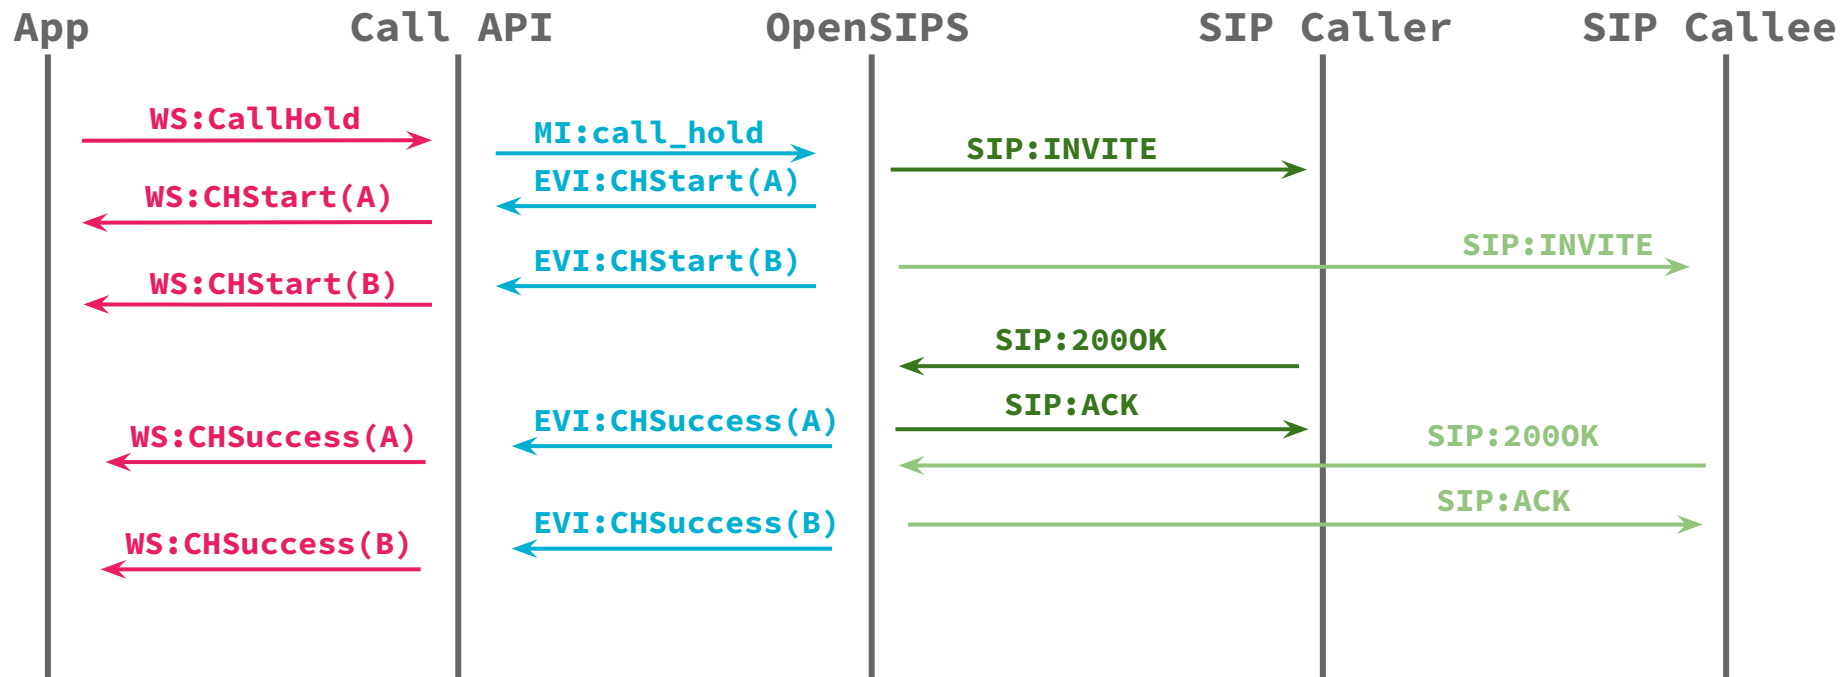 App Call API OpenSIPS SIP Caller SIP Callee
WS:CallHold
MI:call_hold
SIP:INVITE
EVI:CHStart(A)
WS:CHStart(A)
SIP:INVITE
EVI:CHStart(B)
WS:CHStart(B)
SIP:200OK
SIP:ACK
EVI:CHSuccess(A)
WS:CHSuccess(A)
SIP:200OK
SIP:ACK
EVI:CHSuccess(B)
WS:CHSuccess(B)